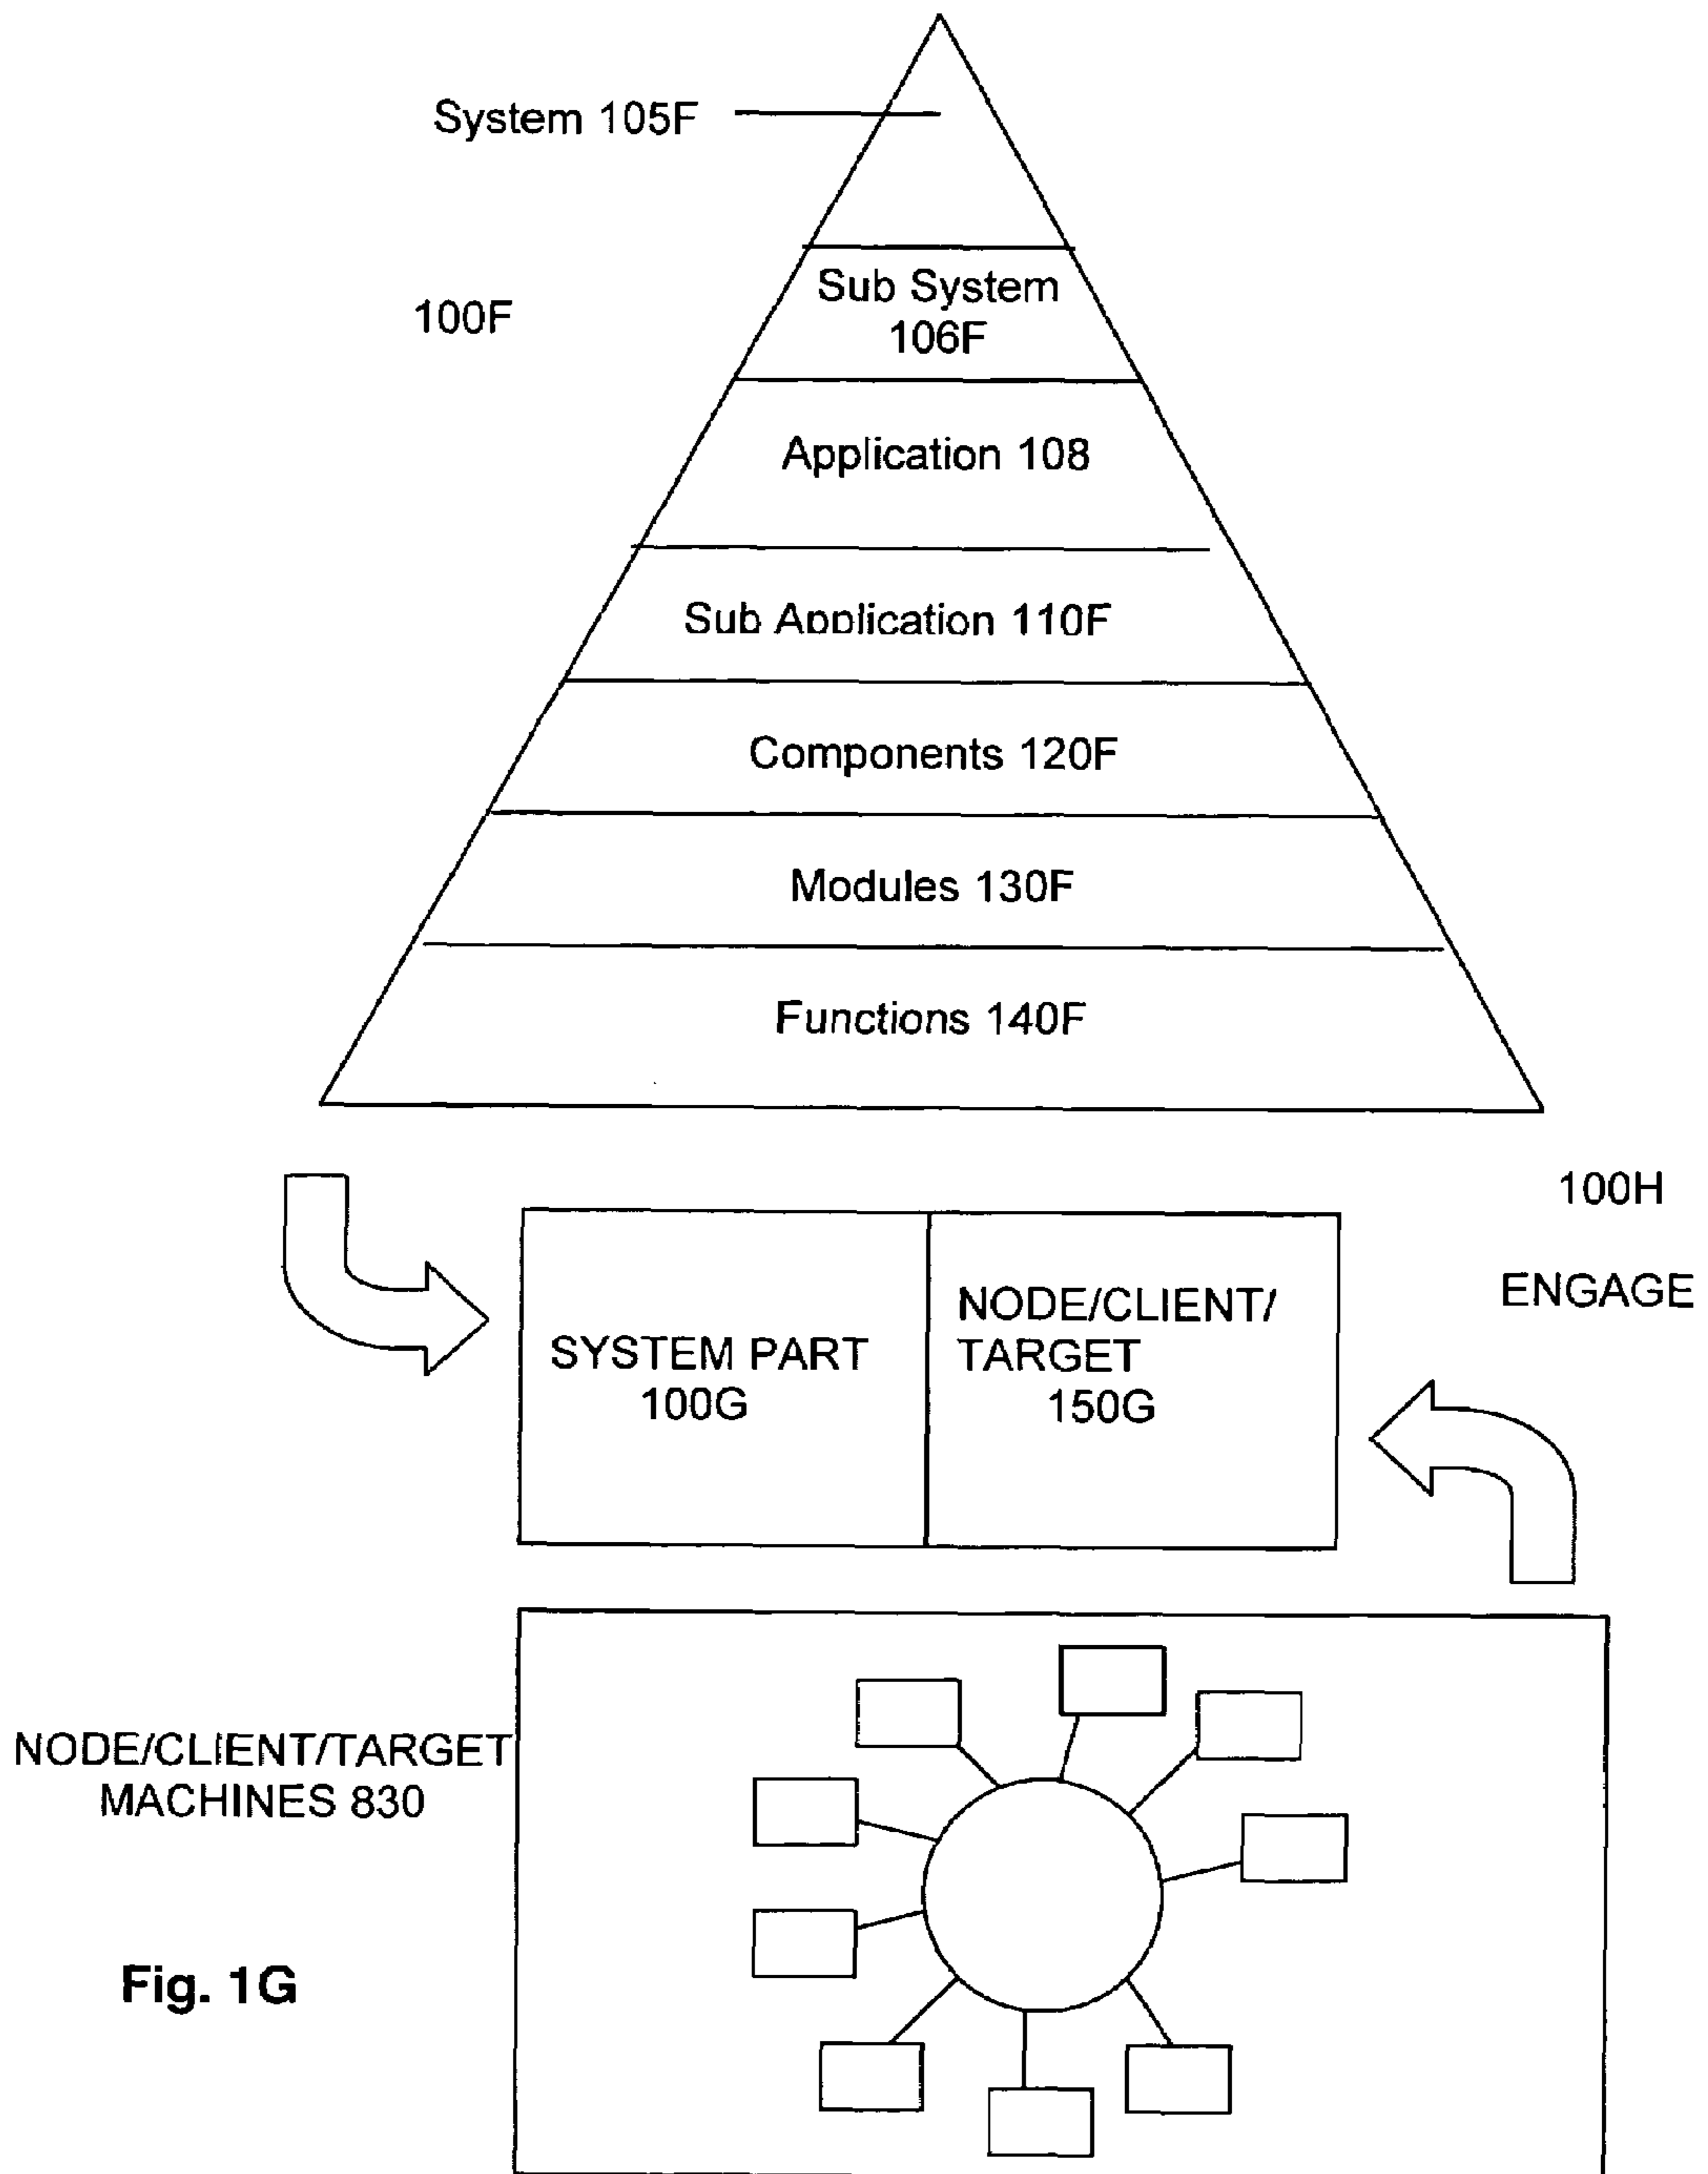 System 105F
Sub System
106F
100F
Application 108
Sub Application 110F
Components 120F
Modules 130F
Functions 140F
100H
ENGAGE
SYSTEM PART
100G
NODE/CLIENT/
TARGET
150G
NODE/CLIENT/TARGET
MACHINES 830
Fig. 1G